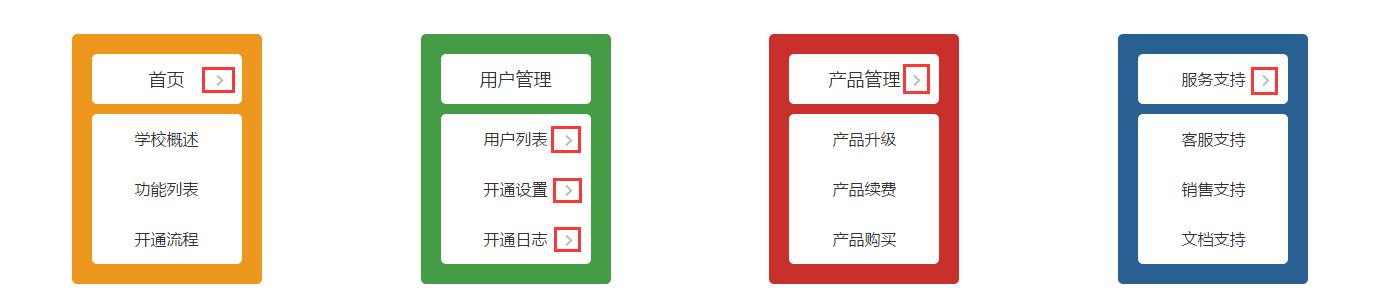 首页
学校概述
功能列表
开通流程
用户管理
用户列表
开通设置
开通日志
产品管理
产品升级
产品续费
产品购买
服务支持
客服支持
销售支持
文档支持